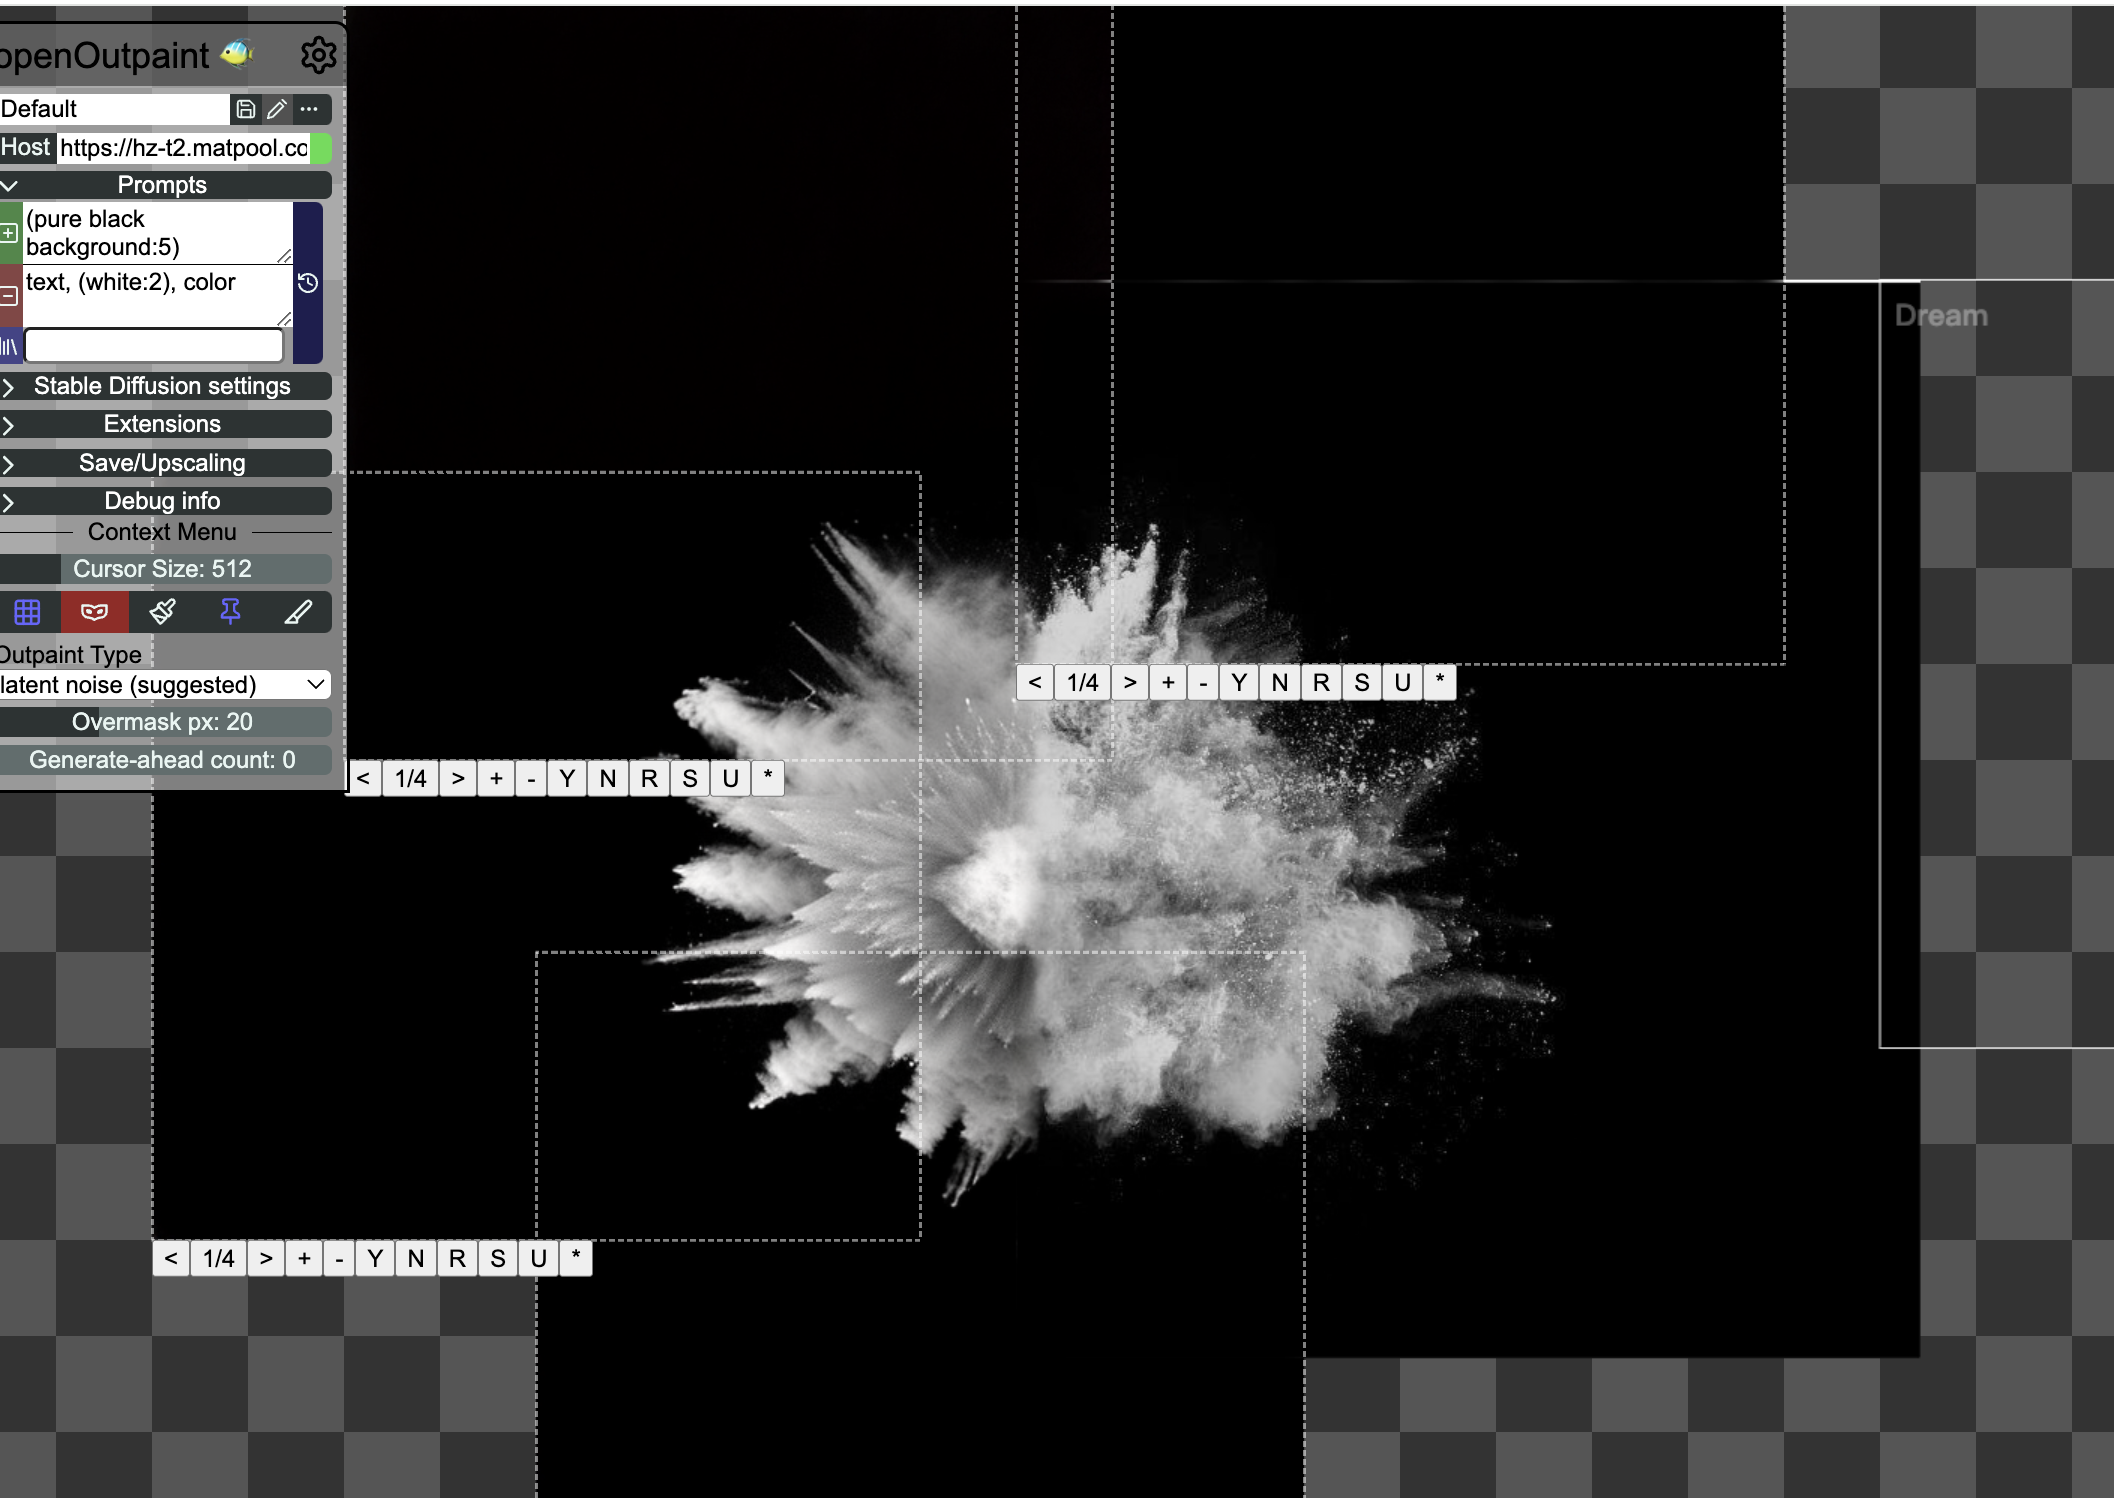 openOutpaint
Default
Host https://hz-t2.matpool.co
Prompts
(pure black
background:5)
text, (white:2), color
Stable Diffusion settings
Extensions
Save/Upscaling
Debug info
Context Menu
Cursor Size: 512
Outpaint Type
latent noise (suggested)
Overmask px: 20
Generate-ahead count: 0
Dream
< 1/4 > + - Y N R S U *
< 1/4 > + - Y N R S U *
< 1/4 > + - Y N R S U *